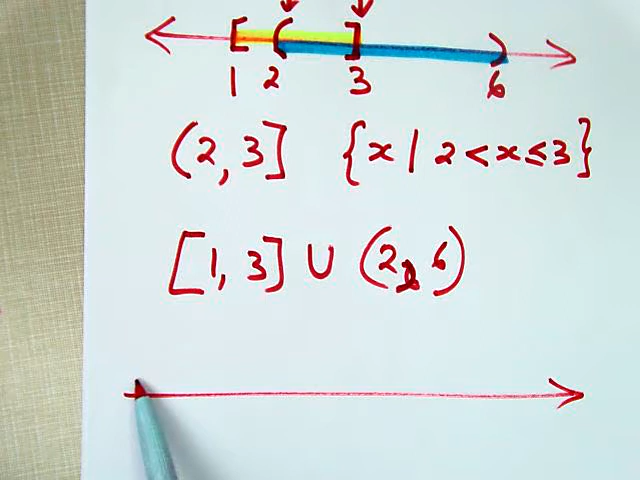 [ ( ] )
1 2 3 6
(2, 3] {x | 2 < x ≤ 3}
[1, 3] ∪ (2, 6)